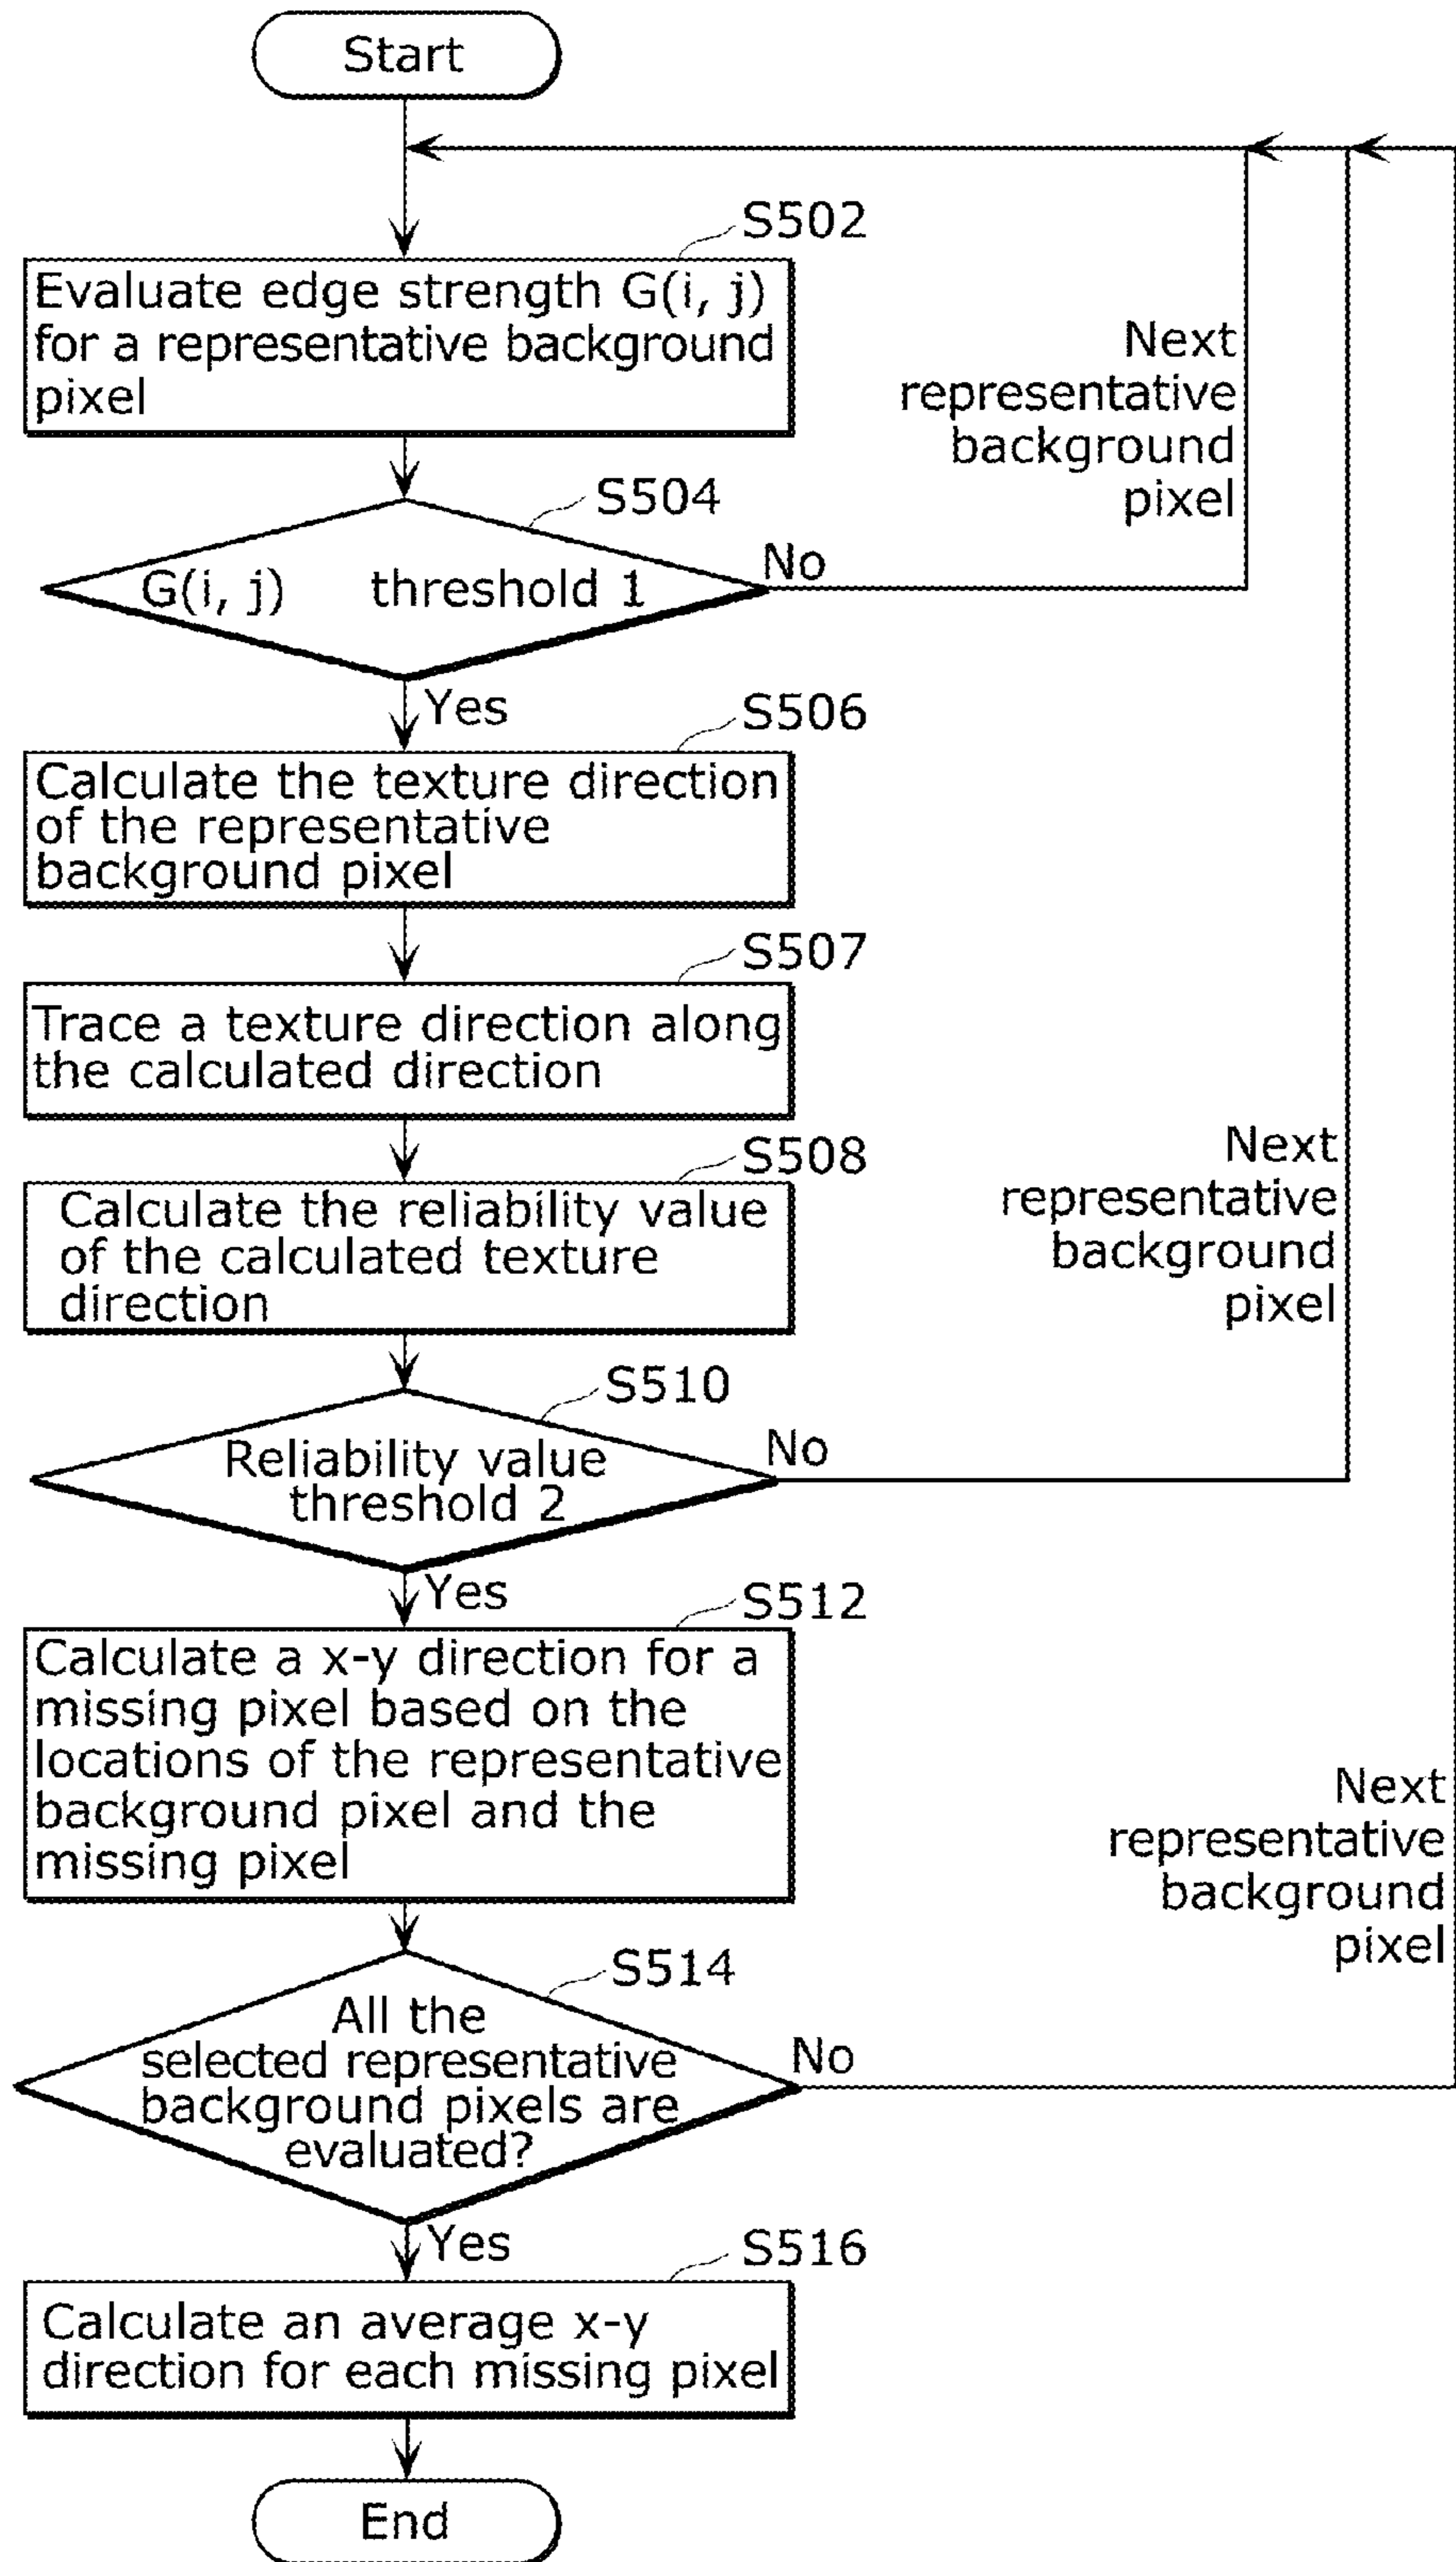 Start
S502
Evaluate edge strength G(i, j)
for a representative background
pixel
Next
representative
background
pixel
S504
G(i, j) threshold 1
No
Yes
S506
Calculate the texture direction
of the representative
background pixel
S507
Trace a texture direction along
the calculated direction
S508
Calculate the reliability value
of the calculated texture
direction
Next
representative
background
pixel
S510
Reliability value
threshold 2
No
Yes
S512
Calculate a x-y direction for a
missing pixel based on the
locations of the representative
background pixel and the
missing pixel
Next
representative
background
pixel
S514
All the
selected representative
background pixels are
evaluated?
No
Yes
S516
Calculate an average x-y
direction for each missing pixel
End